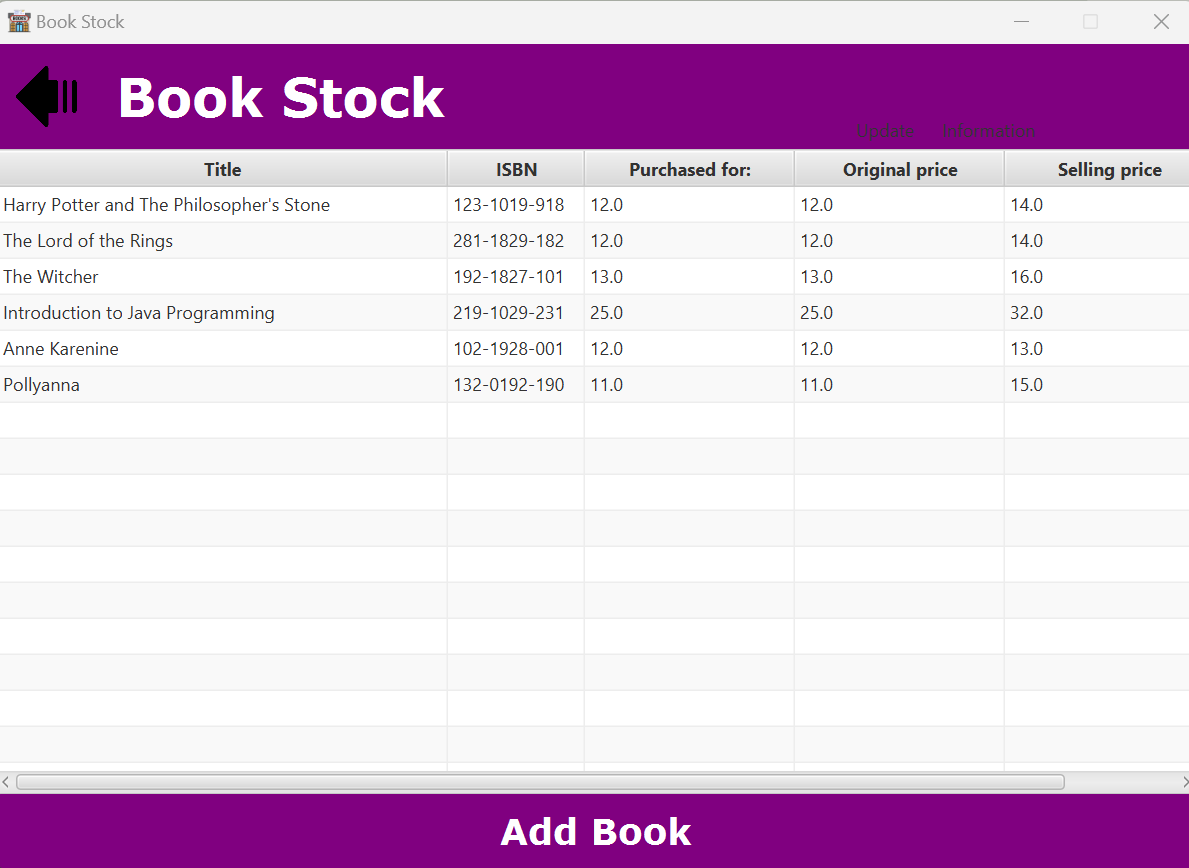 Book Stock
Book Stock
Update Information
Title ISBN Purchased for: Original price Selling price
Harry Potter and The Philosopher's Stone 123-1019-918 12.0 12.0 14.0
The Lord of the Rings 281-1829-182 12.0 12.0 14.0
The Witcher 192-1827-101 13.0 13.0 16.0
Introduction to Java Programming 219-1029-231 25.0 25.0 32.0
Anne Karenine 102-1928-001 12.0 12.0 13.0
Pollyanna 132-0192-190 11.0 11.0 15.0
Add Book